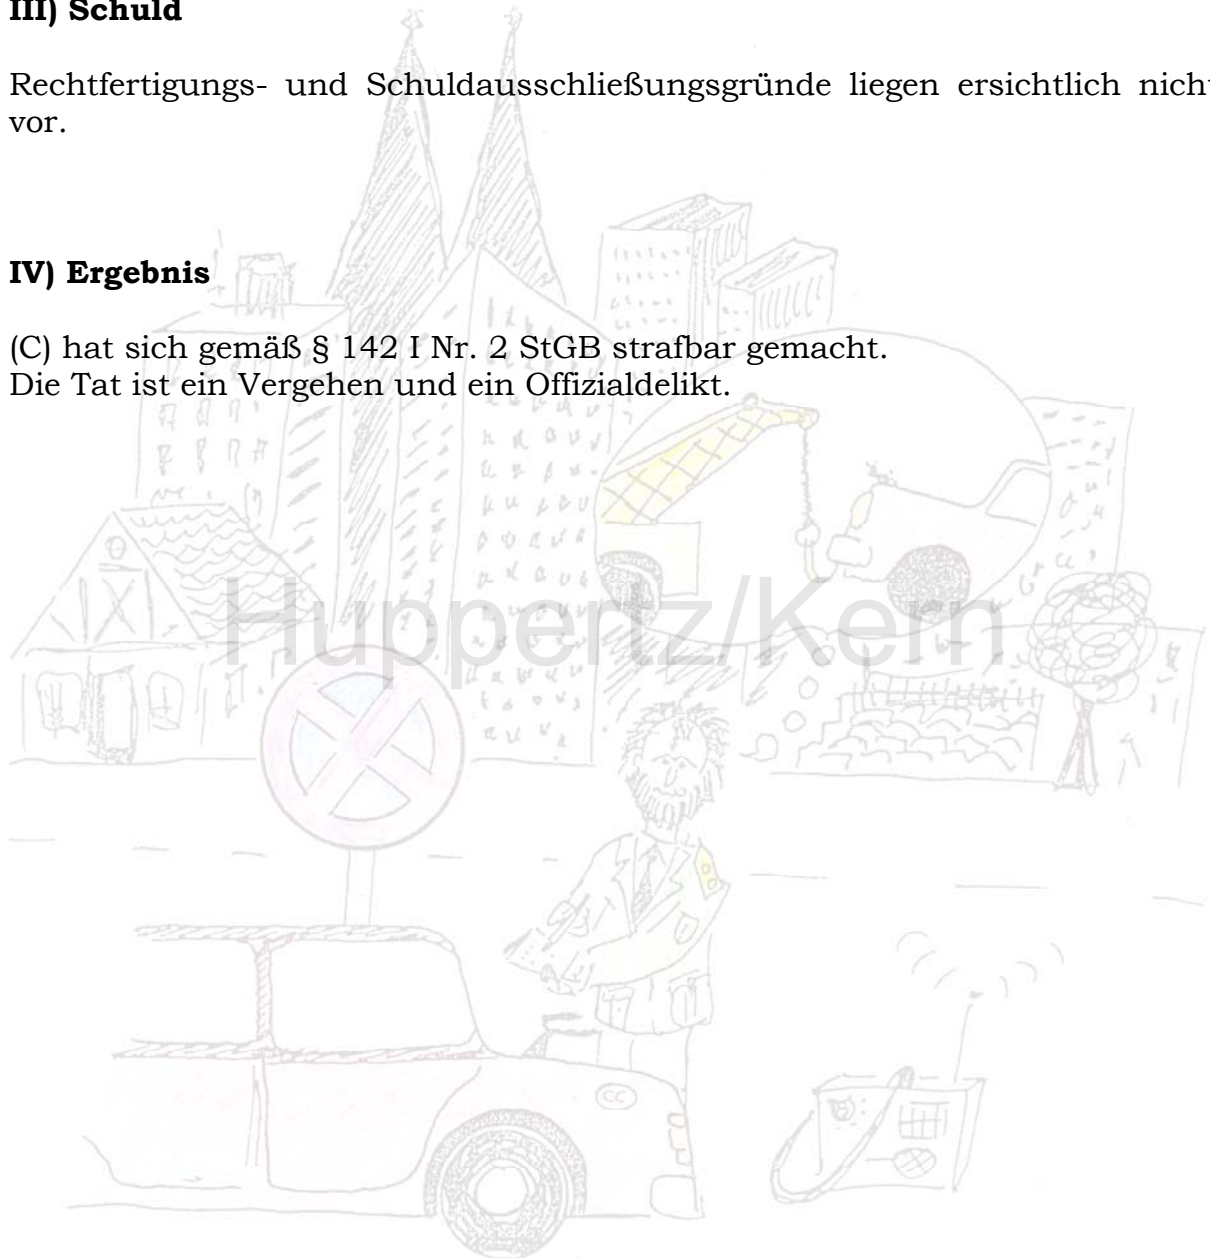 III) Schuld
Rechtfertigungs- und Schuldausschließungsgründe liegen ersichtlich nicht
vor.
IV) Ergebnis
(C) hat sich gemäß § 142 I Nr. 2 StGB strafbar gemacht.
Die Tat ist ein Vergehen und ein Offizialdelikt.
Huppertz/Kern
CC